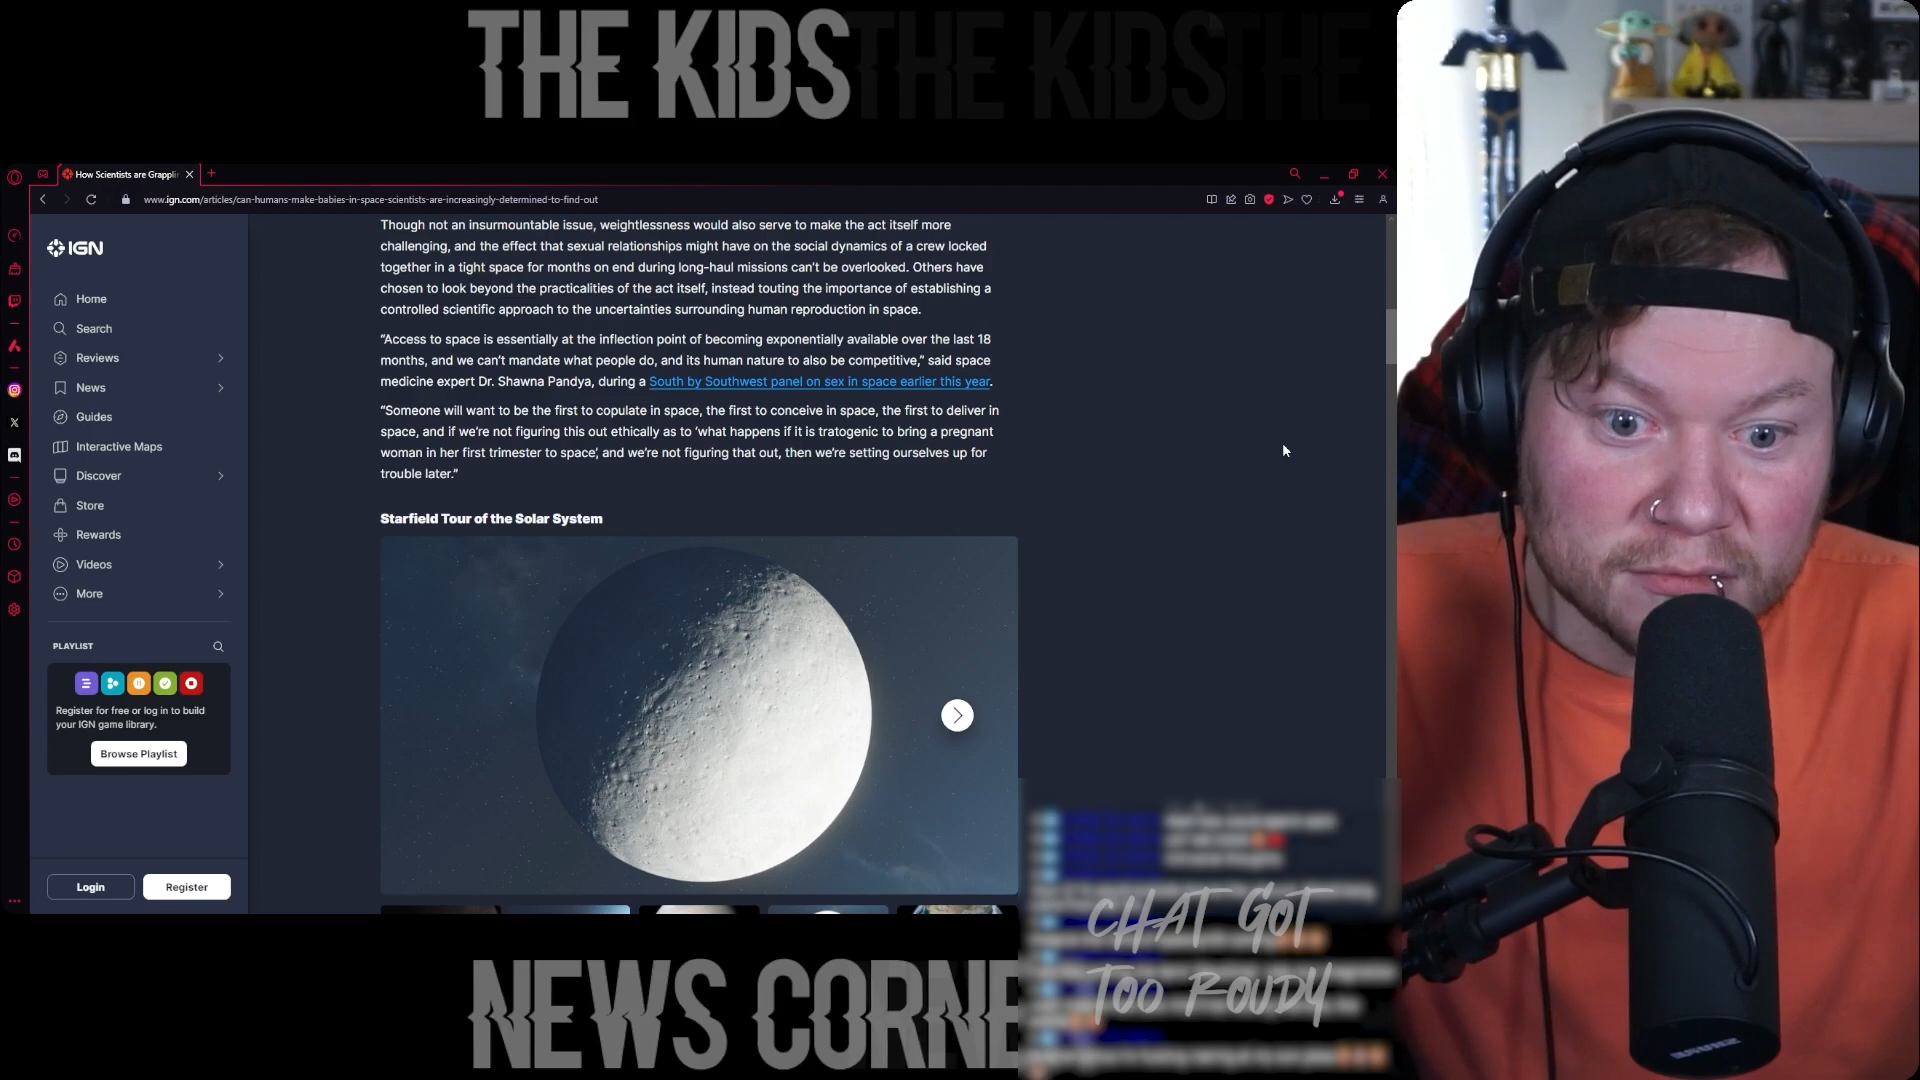 THE KIDS THE KIDS THE
How Scientists are Grappli
www.ign.com/articles/can-humans-make-babies-in-space-scientists-are-increasingly-determined-to-find-out
IGN
Home
Search
Reviews
News
Guides
Interactive Maps
Discover
Store
Rewards
Videos
More
PLAYLIST
Register for free or log in to build
your IGN game library.
Browse Playlist
Login
Register
Though not an insurmountable issue, weightlessness would also serve to make the act itself more
challenging, and the effect that sexual relationships might have on the social dynamics of a crew locked
together in a tight space for months on end during long-haul missions can't be overlooked. Others have
chosen to look beyond the practicalities of the act itself, instead touting the importance of establishing a
controlled scientific approach to the uncertainties surrounding human reproduction in space.
“Access to space is essentially at the inflection point of becoming exponentially available over the last 18
months, and we can’t mandate what people do, and its human nature to also be competitive,” said space
medicine expert Dr. Shawna Pandya, during a South by Southwest panel on sex in space earlier this year.
“Someone will want to be the first to copulate in space, the first to conceive in space, the first to deliver in
space, and if we’re not figuring this out ethically as to ‘what happens if it is tratogenic to bring a pregnant
woman in her first trimester to space’, and we’re not figuring that out, then we’re setting ourselves up for
trouble later.”
Starfield Tour of the Solar System
CHAT GOT
TOO ROUDY
NEWS CORNE